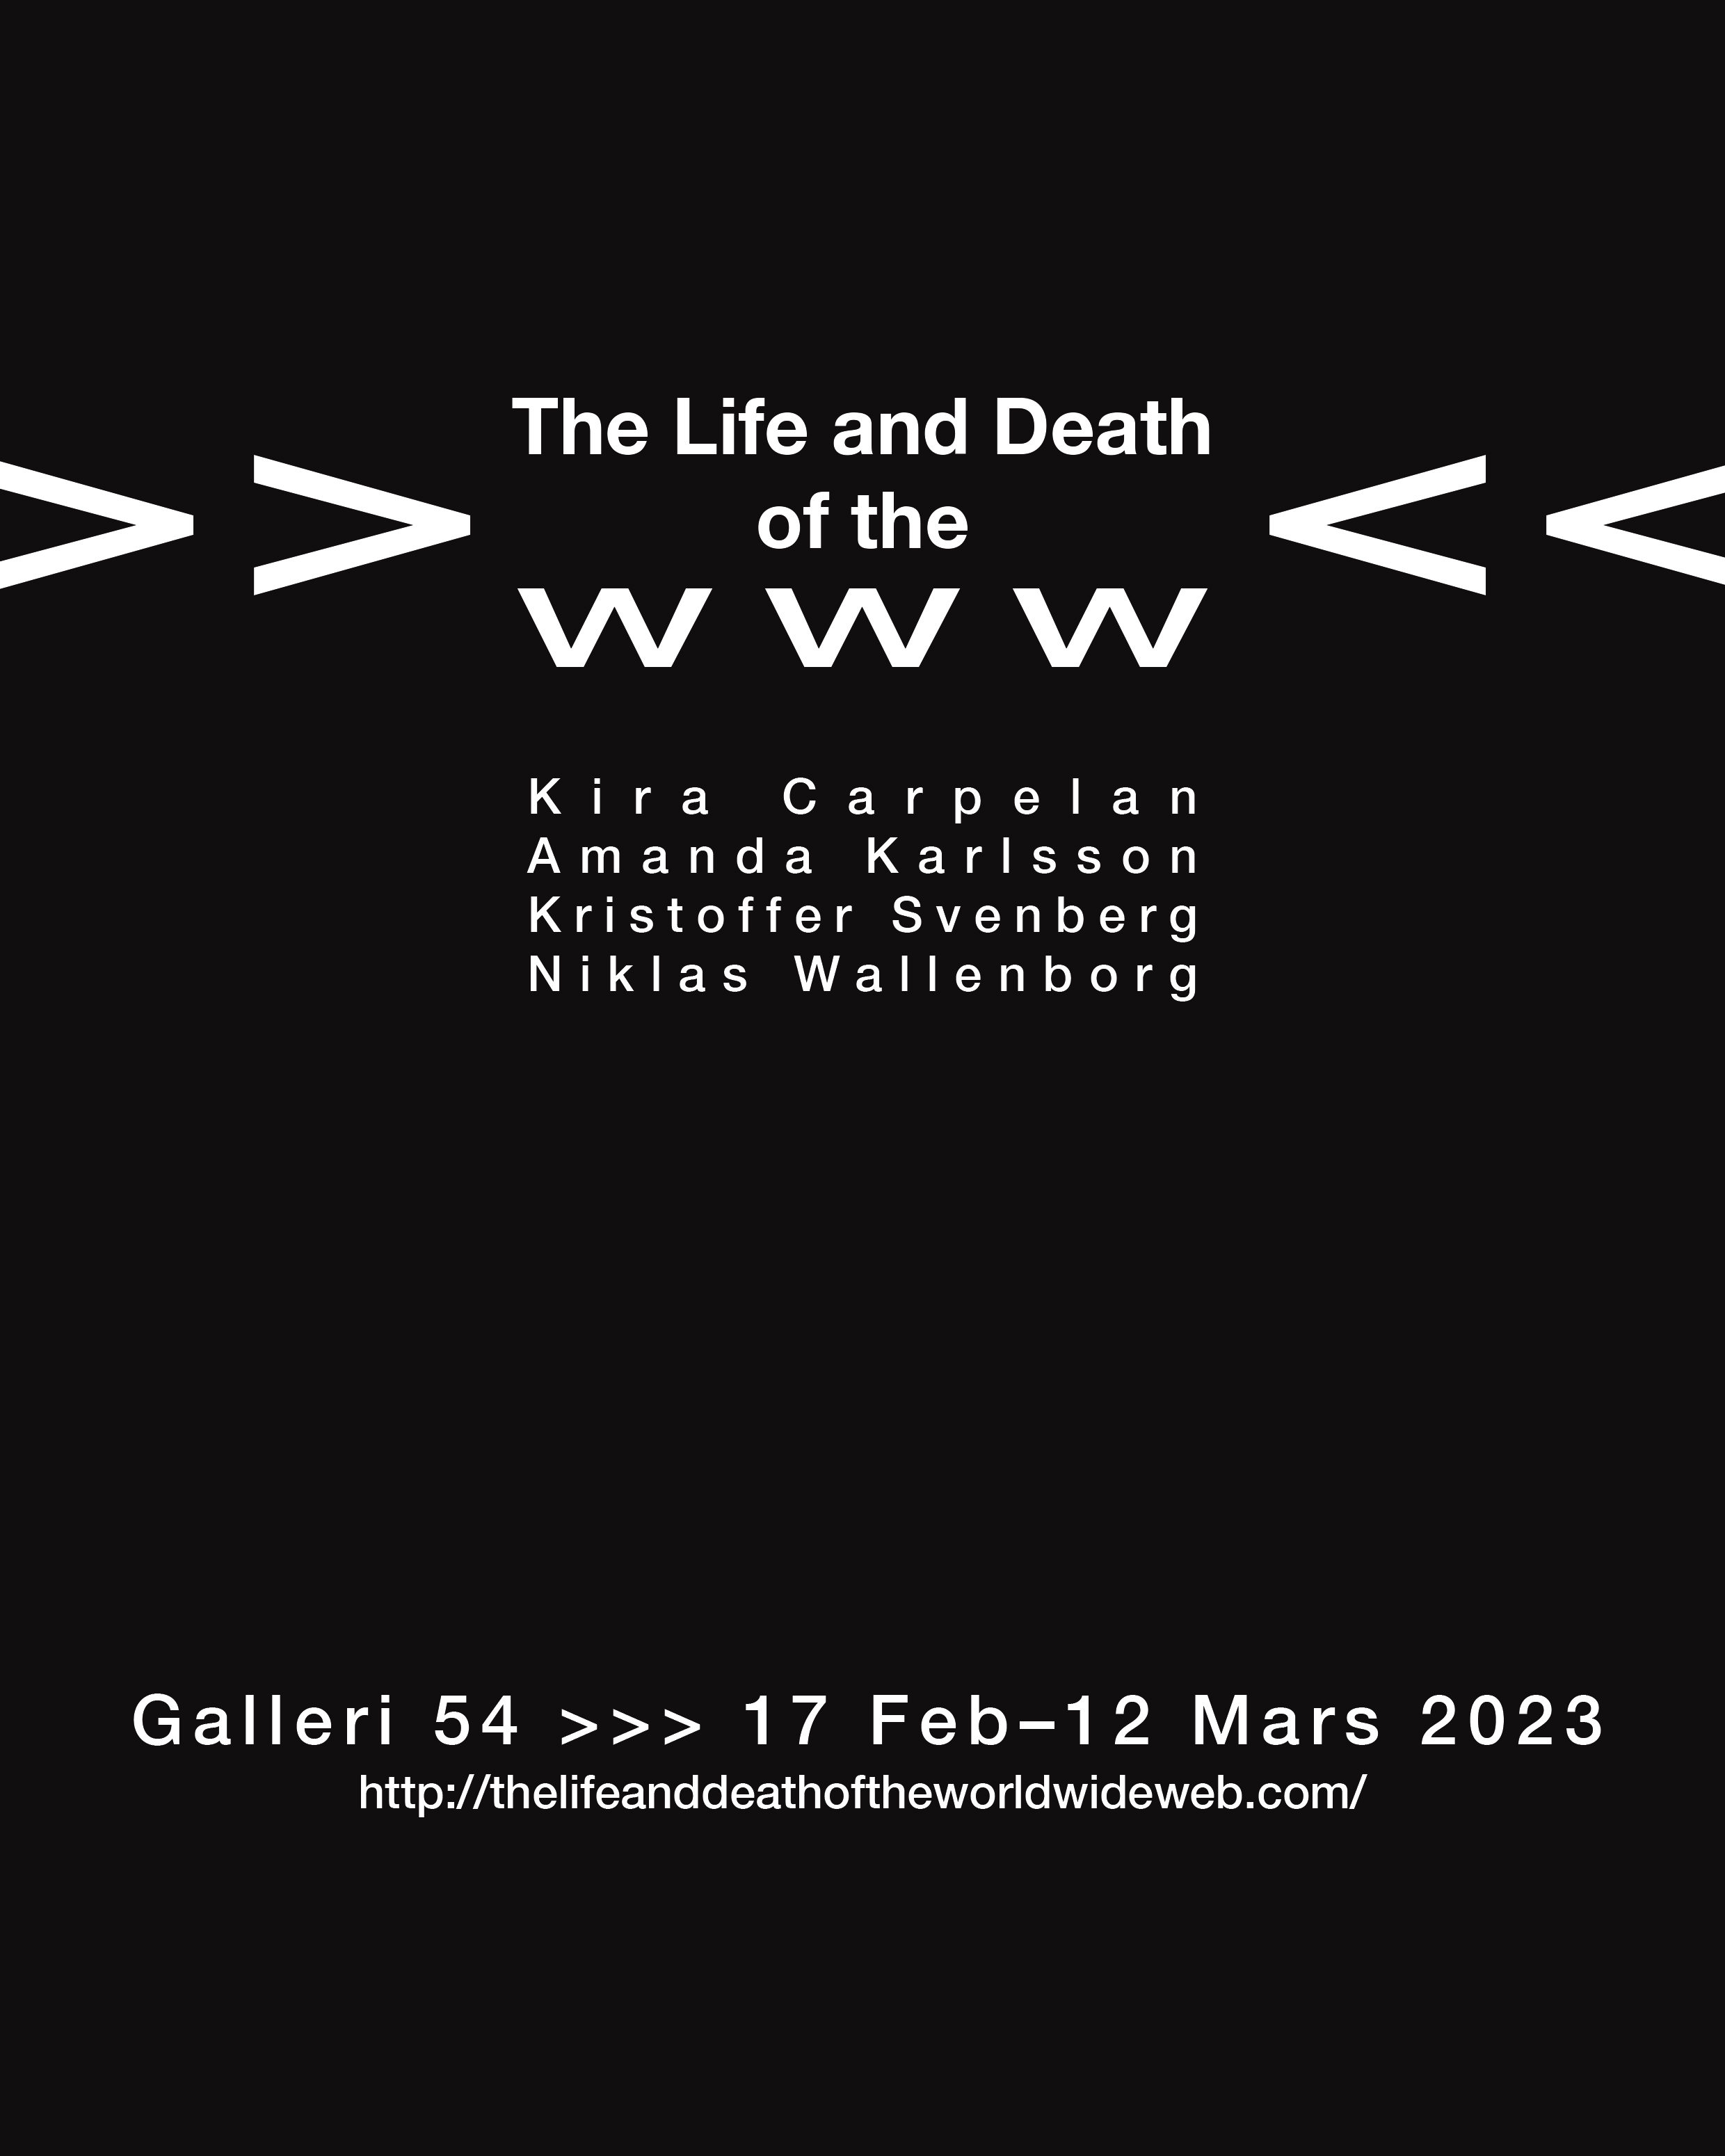 The Life and Death
> > of the < <
W W W
Kira Carpelan
Amanda Karlsson
Kristoffer Svenberg
Niklas Wallenborg
Galleri 54 >>> 17 Feb–12 Mars 2023
http://thelifeanddeathoftheworldwideweb.com/